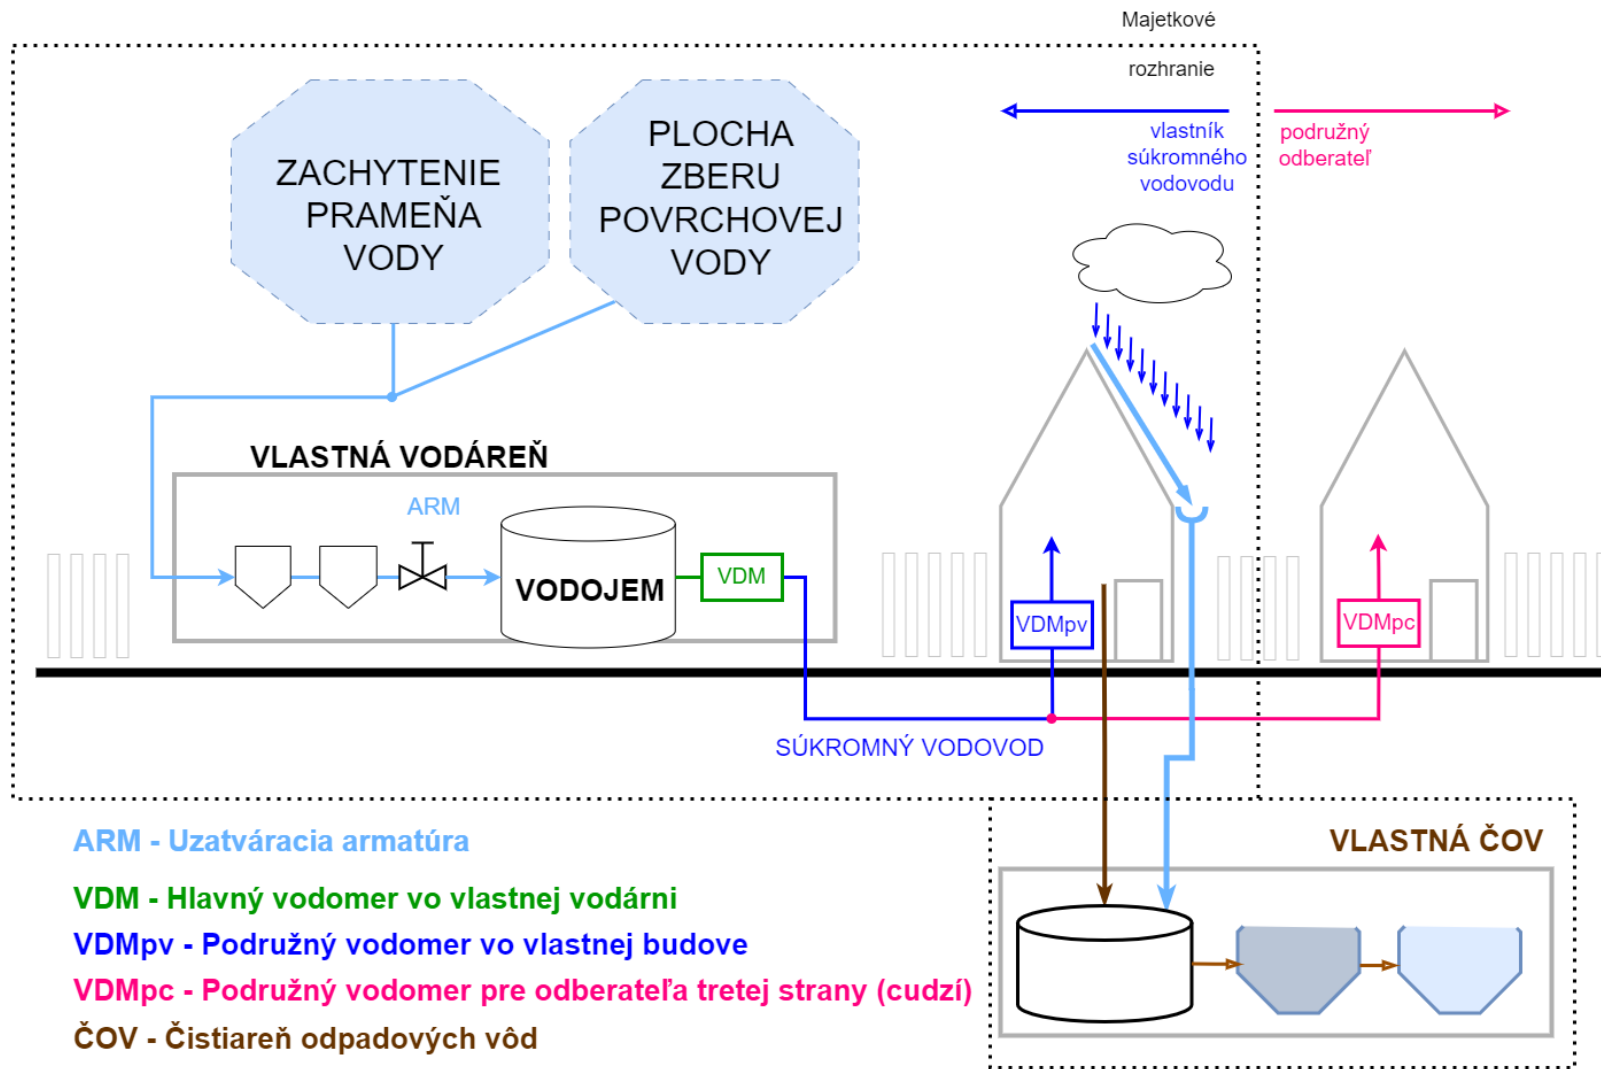 Majetkové
rozhranie
vlastník
súkromného
vodovodu
podružný
odberateľ
ZACHYTENIE
PRAMEŇA
VODY
PLOCHA
ZBERU
POVRCHOVEJ
VODY
VLASTNÁ VODÁREŇ
ARM
VODOJEM
VDM
VDMpv
VDMpc
SÚKROMNÝ VODOVOD
VLASTNÁ ČOV
ARM - Uzatváracia armatúra
VDM - Hlavný vodomer vo vlastnej vodárni
VDMpv - Podružný vodomer vo vlastnej budove
VDMpc - Podružný vodomer pre odberateľa tretej strany (cudzí)
ČOV - Čistiareň odpadových vôd